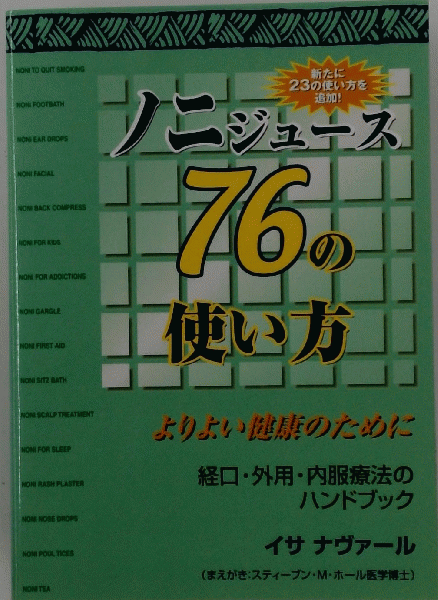 新たに
23の使い方を
追加!
ノニジュース
76の
使い方
よりよい健康のために
経口・外用・内服療法の
ハンドブック
イサ ナヴァール
(まえがき:スティーブン・M・ホール医学博士)
NONI TO QUIT SMOKING
NONI FOOTBATH
NONI EAR DROPS
NONI FACIAL
NONI BACK COMPRESS
NONI FOR KIDS
NONI FOR ADDICTIONS
NONI GARGLE
NONI FIRST AID
NONI SITZ BATH
NONI SCALP TREATMENT
NONI FOR SLEEP
NONI RASH PLASTER
NONI NOSE DROPS
NONI POULTICES
NONI TEA